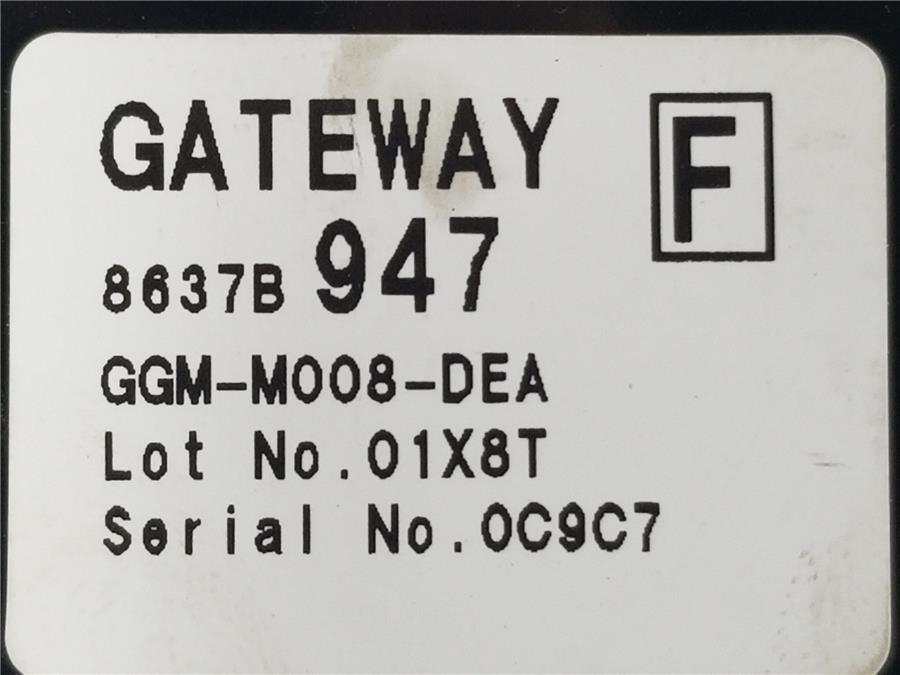 GATEWAY F
8637B 947
GGM-M008-DEA
Lot No.01X8T
Serial No.0C9C7